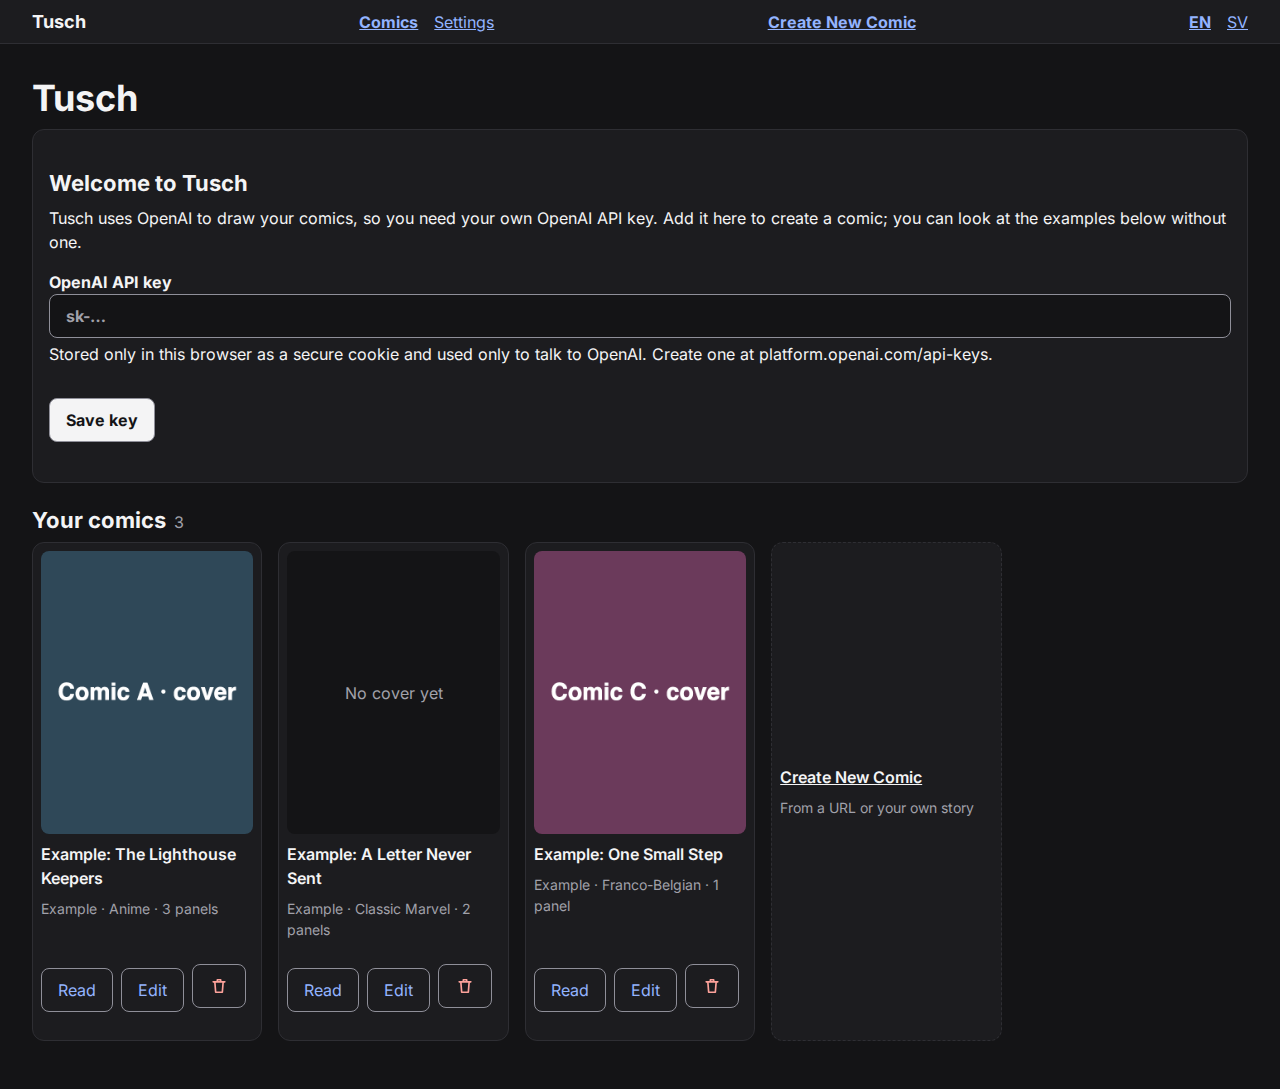 Tusch
Comics Settings
Create New Comic
EN SV
Tusch
Welcome to Tusch
Tusch uses OpenAI to draw your comics, so you need your own OpenAI API key. Add it here to create a comic; you can look at the examples below without
one.
OpenAI API key
sk-...
Stored only in this browser as a secure cookie and used only to talk to OpenAI. Create one at platform.openai.com/api-keys.
Save key
Your comics 3
Comic A · cover
Example: The Lighthouse
Keepers
Example · Anime · 3 panels
Read Edit
No cover yet
Example: A Letter Never
Sent
Example · Classic Marvel · 2
panels
Read Edit
Comic C · cover
Example: One Small Step
Example · Franco-Belgian · 1
panel
Read Edit
Create New Comic
From a URL or your own story